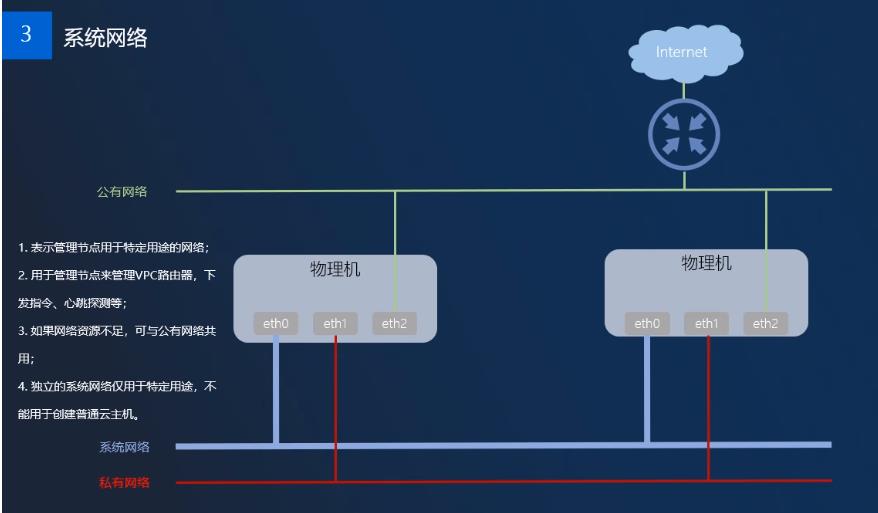 3
系统网络
Internet
公有网络
1. 表示管理节点用于特定用途的网络；
2. 用于管理节点来管理VPC路由器，下
发指令、心跳探测等；
3. 如果网络资源不足，可与公有网络共
用；
4. 独立的系统网络仅用于特定用途，不
能用于创建普通云主机。
物理机
eth0
eth1
eth2
物理机
eth0
eth1
eth2
系统网络
私有网络